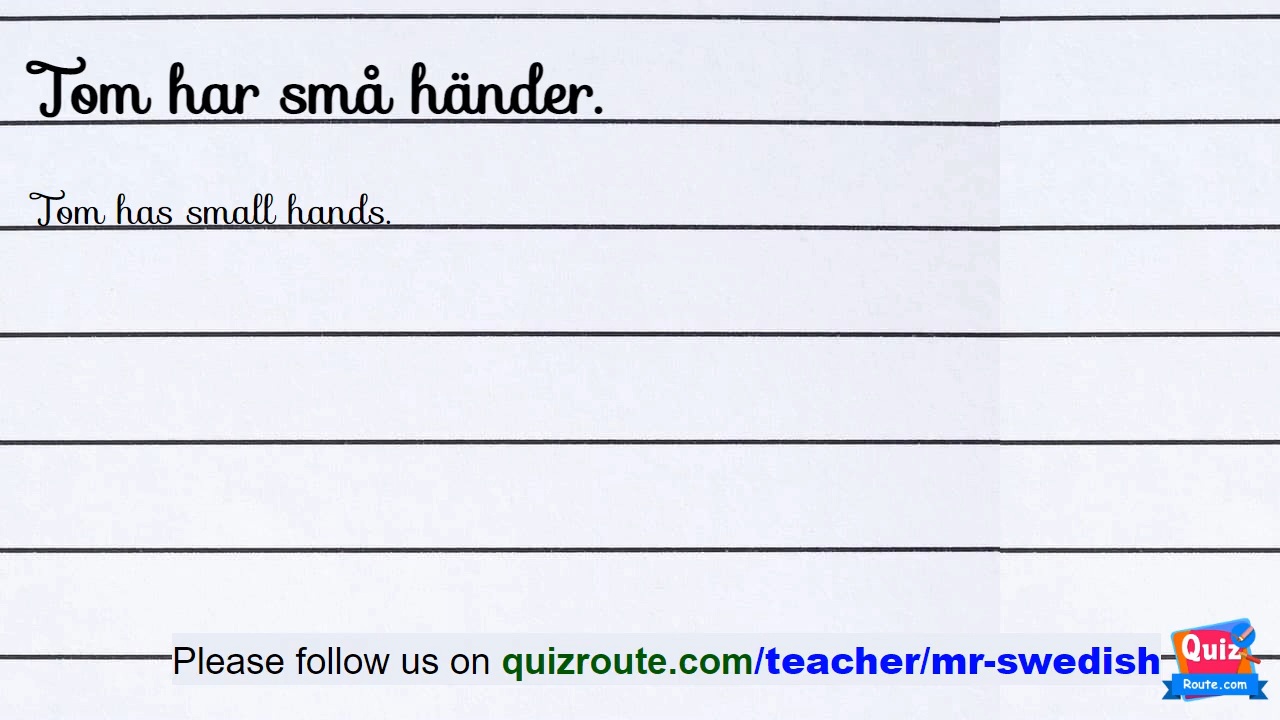 Tom har små händer.
Tom has small hands.
Please follow us on quizroute.com/teacher/mr-swedish
Quiz
Route.com